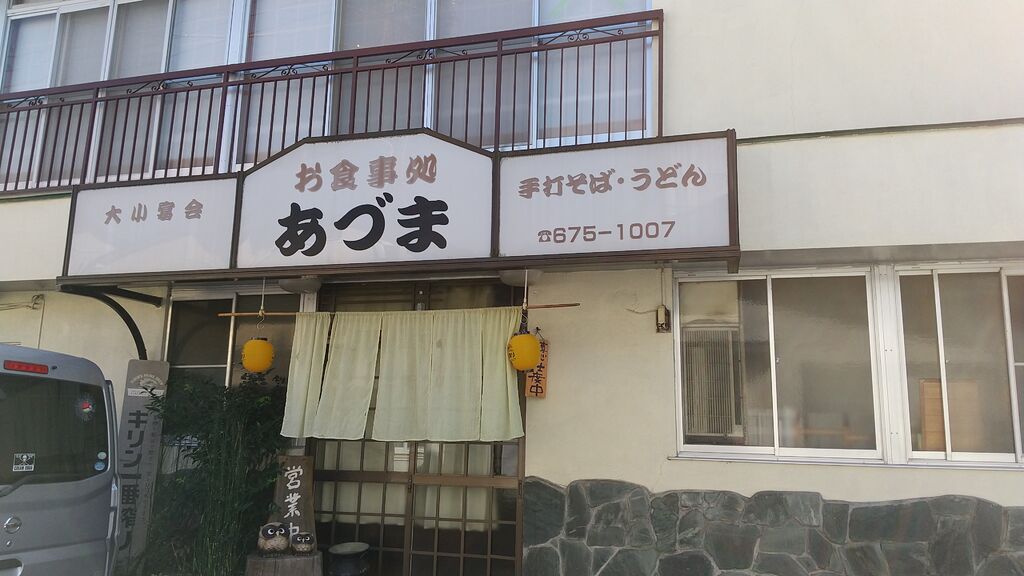 お食事処
あづま
大小宴会
手打そば・うどん
☎675-1007
営業中
キリン一番搾り